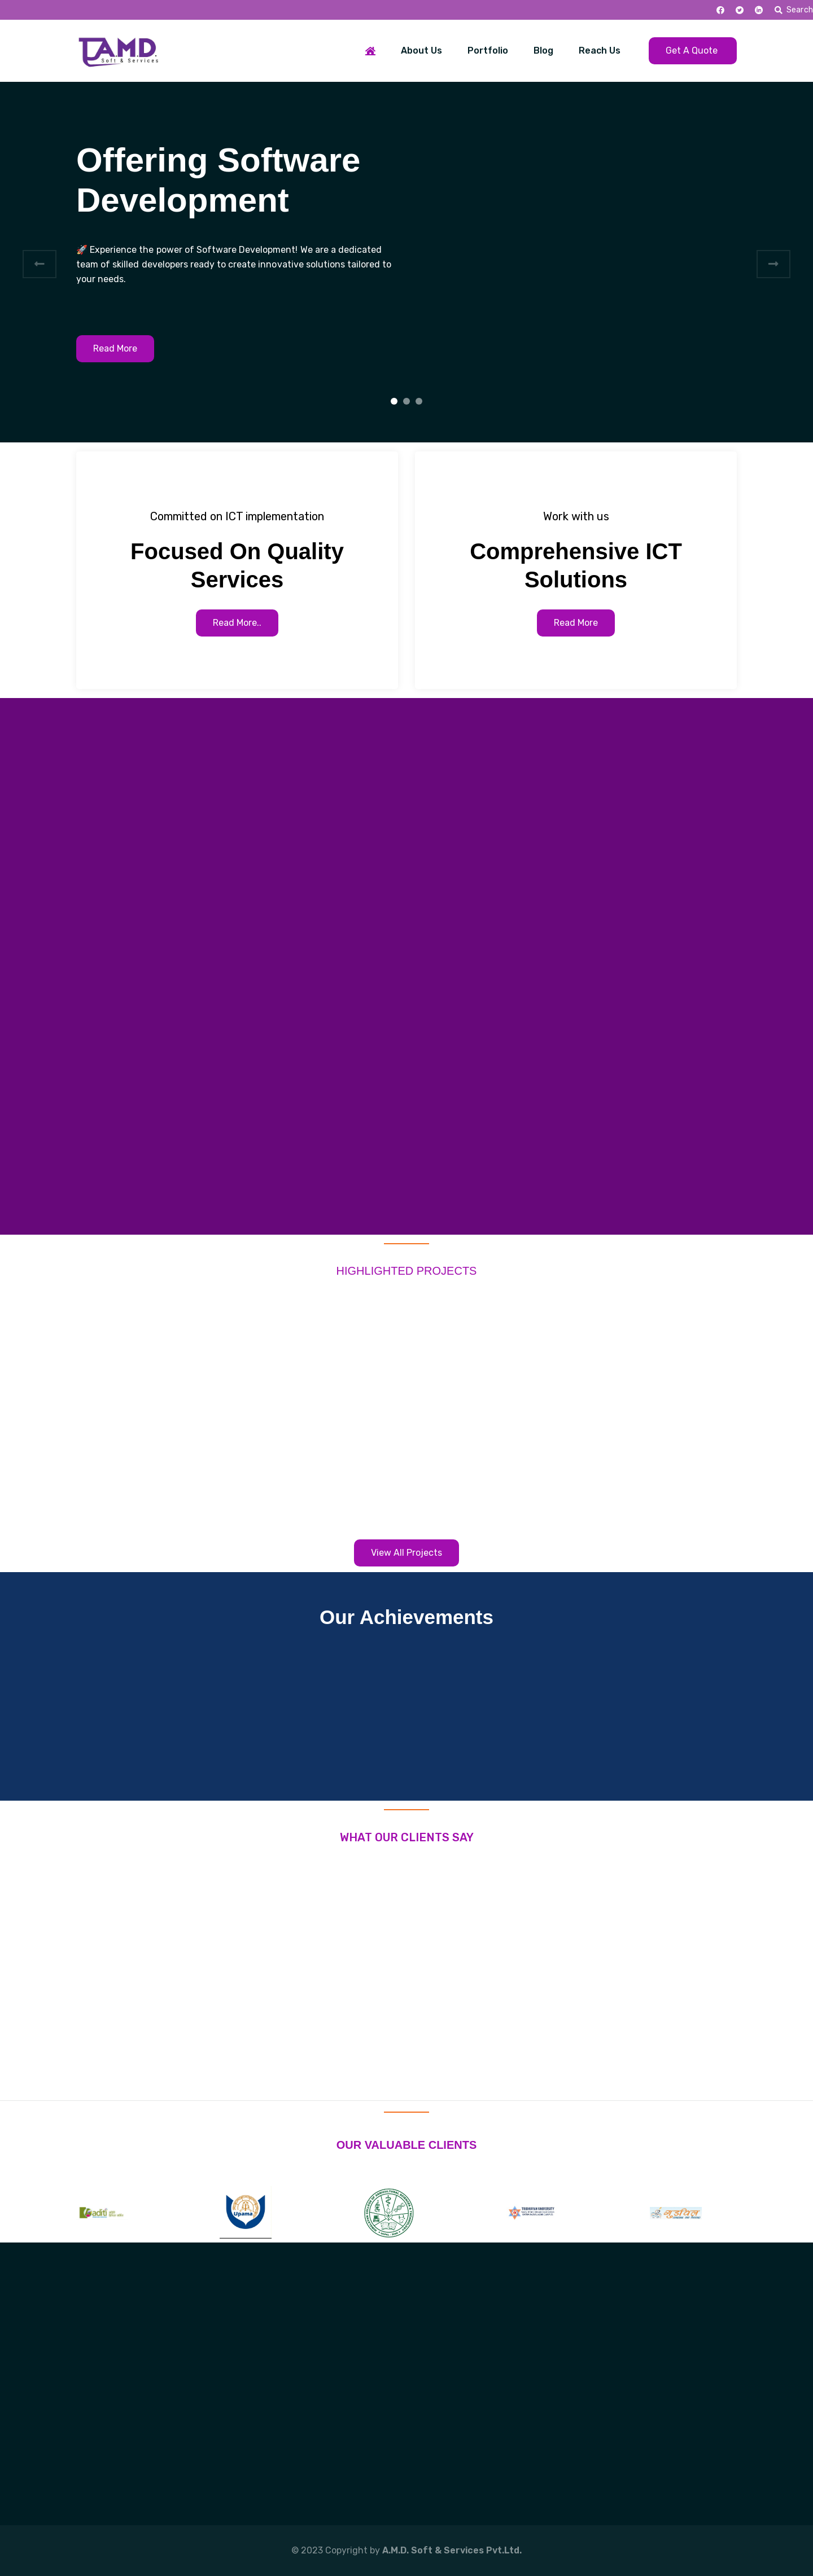 Search
AMD.
Soft & Services
About Us Portfolio Blog Reach Us Get A Quote
Offering Software
Development
🚀 Experience the power of Software Development! We are a dedicated
team of skilled developers ready to create innovative solutions tailored to
your needs.
Read More
Committed on ICT implementation
Focused On Quality
Services
Read More..
Work with us
Comprehensive ICT
Solutions
Read More
HIGHLIGHTED PROJECTS
View All Projects
Our Achievements
WHAT OUR CLIENTS SAY
OUR VALUABLE CLIENTS
aditi
Upama
TRIBHUVAN UNIVERSITY
© 2023 Copyright by A.M.D. Soft & Services Pvt.Ltd.